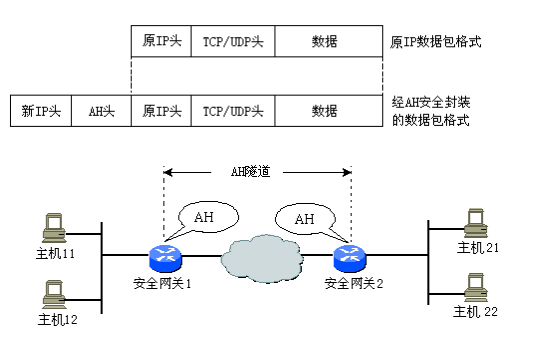 原IP头 TCP/UDP头 数据 原IP数据包格式
新IP头 AH头 原IP头 TCP/UDP头 数据 经AH安全封装
的数据包格式
AH隧道
AH AH
主机11 主机21
安全网关1 安全网关2
主机12 主机 22